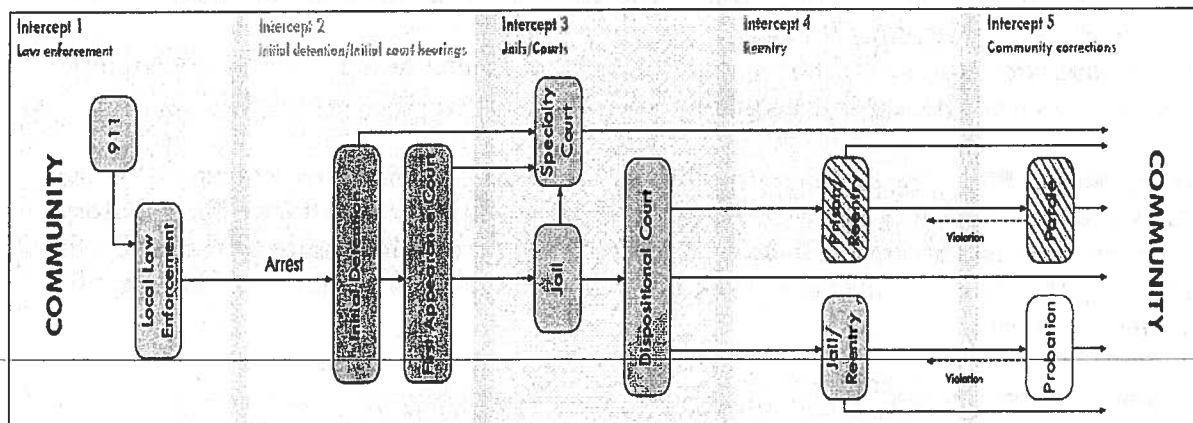 Intercept 1
Law enforcement
Intercept 2
Initial detention/Initial court hearings
Intercept 3
Jails/Courts
Intercept 4
Reentry
Intercept 5
Community corrections
COMMUNITY
911
Local Law
Enforcement
Arrest
Initial Detention
First Appearance Court
Specialty
Court
Jail
Dispositional Court
Prison/
Reentry
Jail/
Reentry
Violation
Violation
Parole
Probation
COMMUNITY